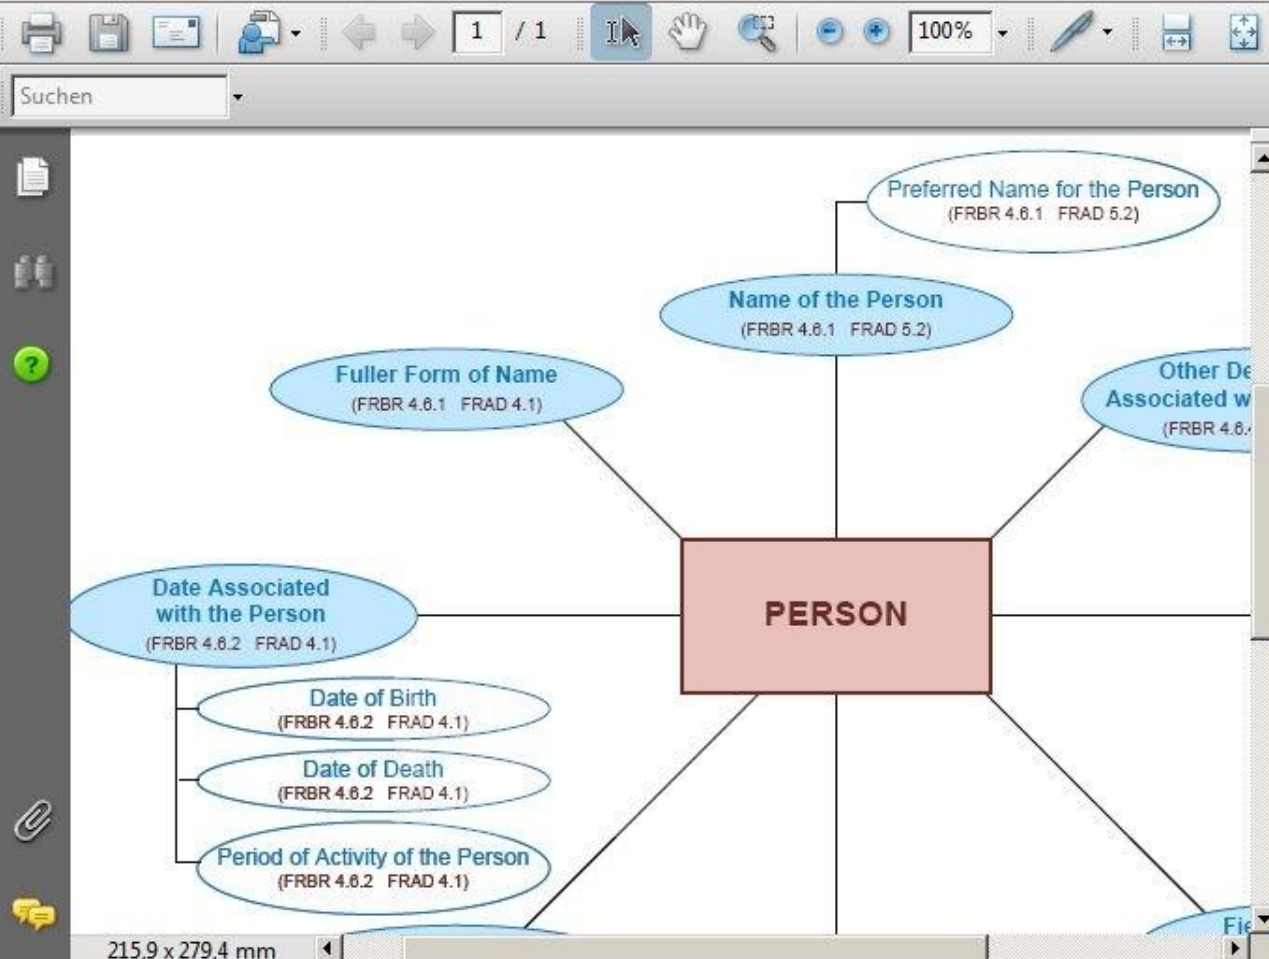 1 / 1
100%
Suchen
Preferred Name for the Person
(FRBR 4.6.1 FRAD 5.2)
Name of the Person
(FRBR 4.6.1 FRAD 5.2)
Fuller Form of Name
(FRBR 4.6.1 FRAD 4.1)
Other
Associated
(FRBR 4.6.
PERSON
Date Associated
with the Person
(FRBR 4.6.2 FRAD 4.1)
Date of Birth
(FRBR 4.6.2 FRAD 4.1)
Date of Death
(FRBR 4.6.2 FRAD 4.1)
Period of Activity of the Person
(FRBR 4.6.2 FRAD 4.1)
215,9 x 279,4 mm